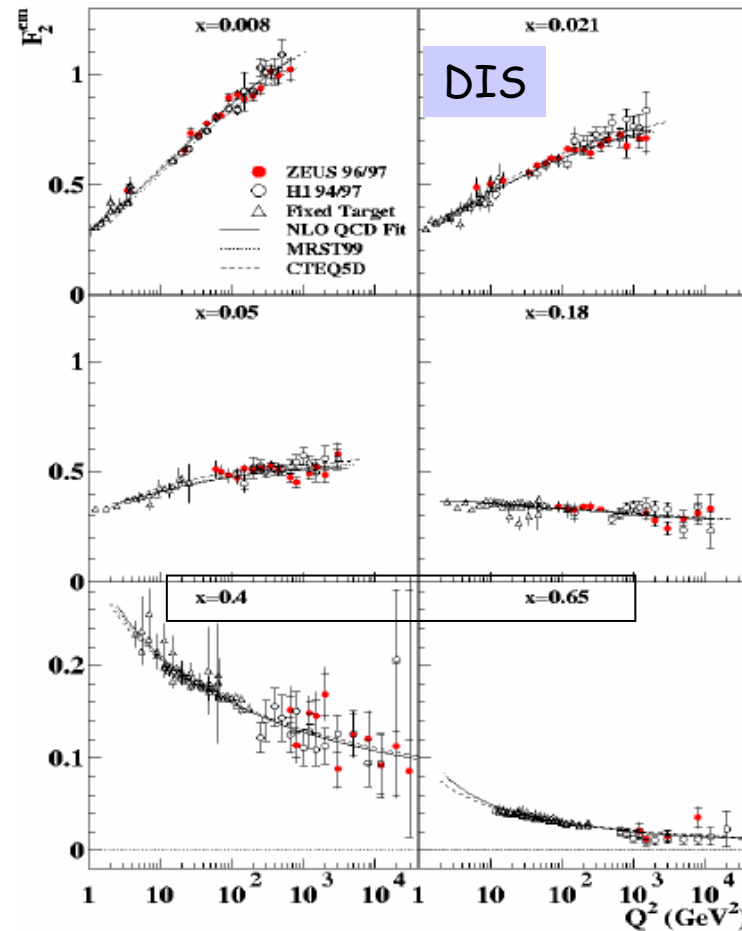 F₂ᵉᵐ
x=0.008
x=0.021
DIS
1
0.5
0
ZEUS 96/97
H1 94/97
Fixed Target
NLO QCD Fit
MRST99
CTEQ5D
x=0.05
x=0.18
1
0.5
0
x=0.4
x=0.65
0.2
0.1
0
1 10 10² 10³ 10⁴ 1 10 10² 10³ 10⁴
Q² (GeV²)